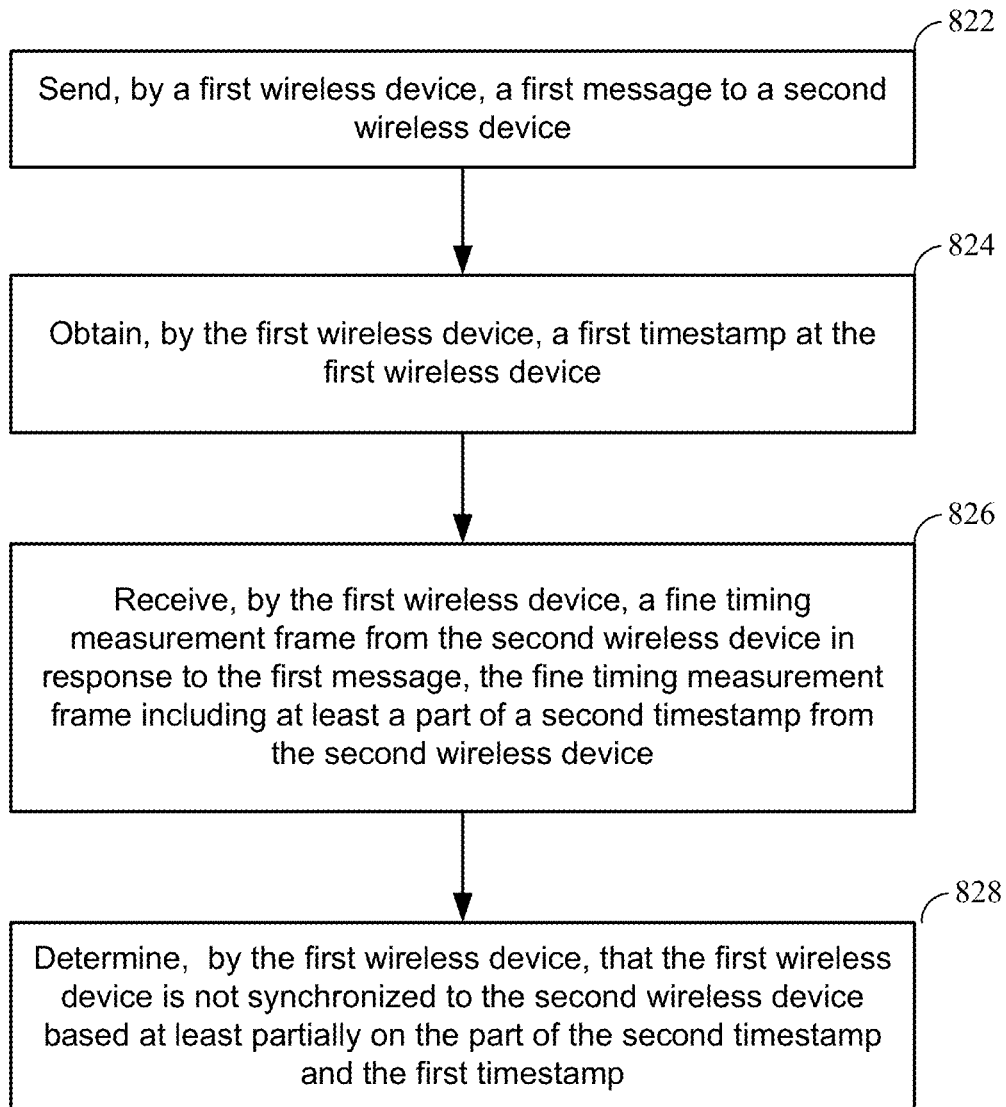 822
Send, by a first wireless device, a first message to a second
wireless device
824
Obtain, by the first wireless device, a first timestamp at the
first wireless device
826
Receive, by the first wireless device, a fine timing
measurement frame from the second wireless device in
response to the first message, the fine timing measurement
frame including at least a part of a second timestamp from
the second wireless device
828
Determine, by the first wireless device, that the first wireless
device is not synchronized to the second wireless device
based at least partially on the part of the second timestamp
and the first timestamp